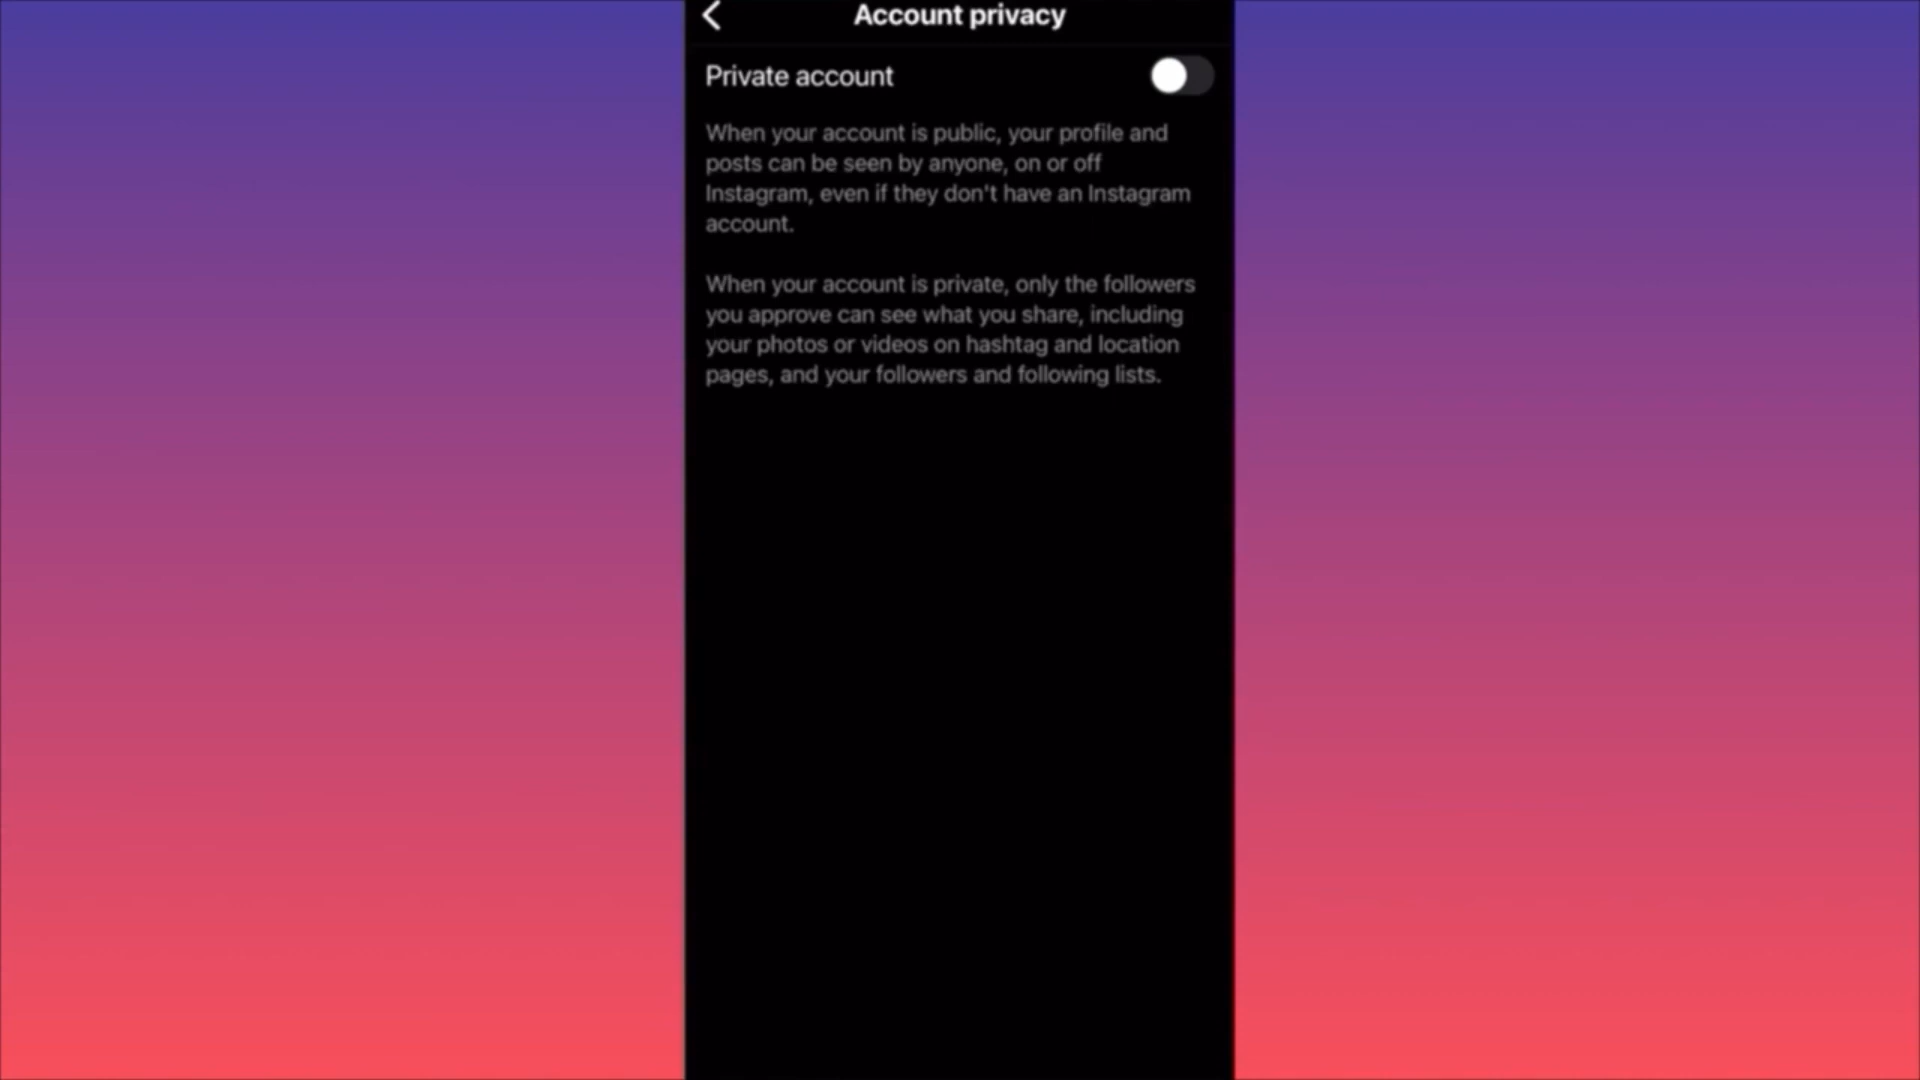 Account privacy
Private account
When your account is public, your profile and
posts can be seen by anyone, on or off
Instagram, even if they don't have an Instagram
account.
When your account is private, only the followers
you approve can see what you share, including
your photos or videos on hashtag and location
pages, and your followers and following lists.